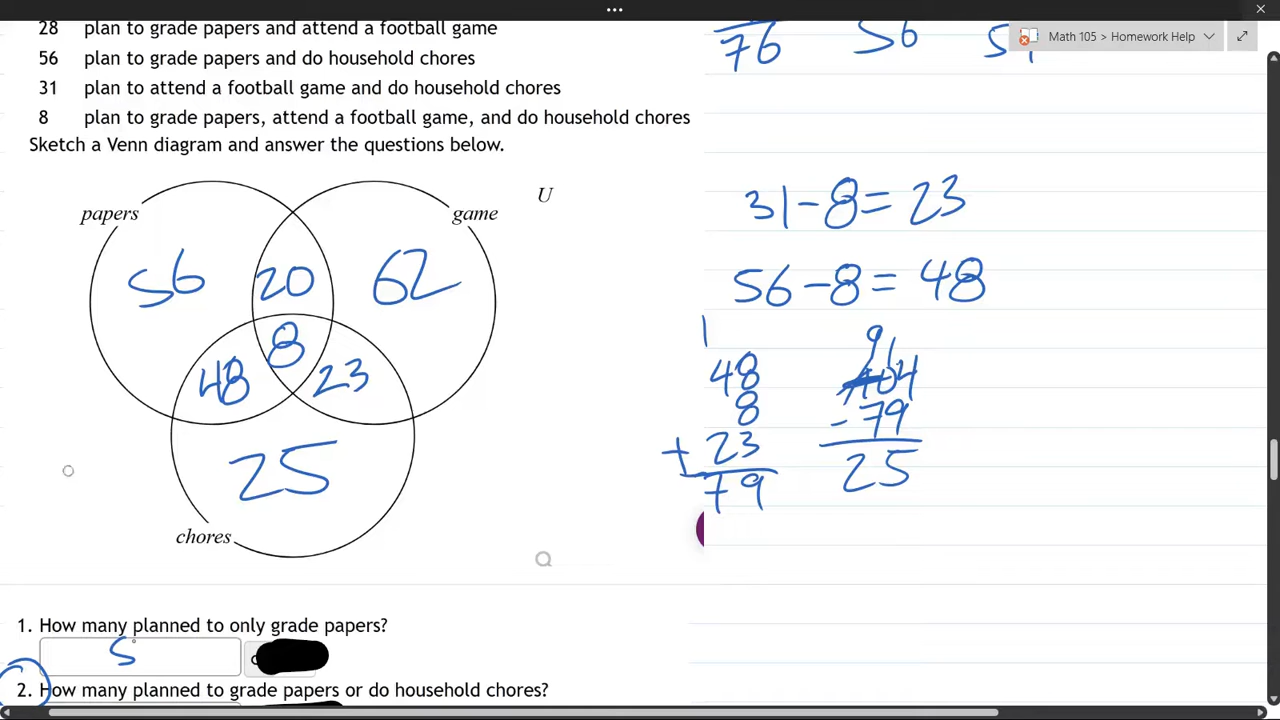 28 plan to grade papers and attend a football game
56 plan to grade papers and do household chores
31 plan to attend a football game and do household chores
8 plan to grade papers, attend a football game, and do household chores
Sketch a Venn diagram and answer the questions below.
76 56
Math 105 > Homework Help
papers
game
U
56 20 62
8
48 23
25
chores
31-8=23
56-8=48
1
48
8
+ 23
79
9 1
104
- 79
25
1. How many planned to only grade papers?
5
2. How many planned to grade papers or do household chores?